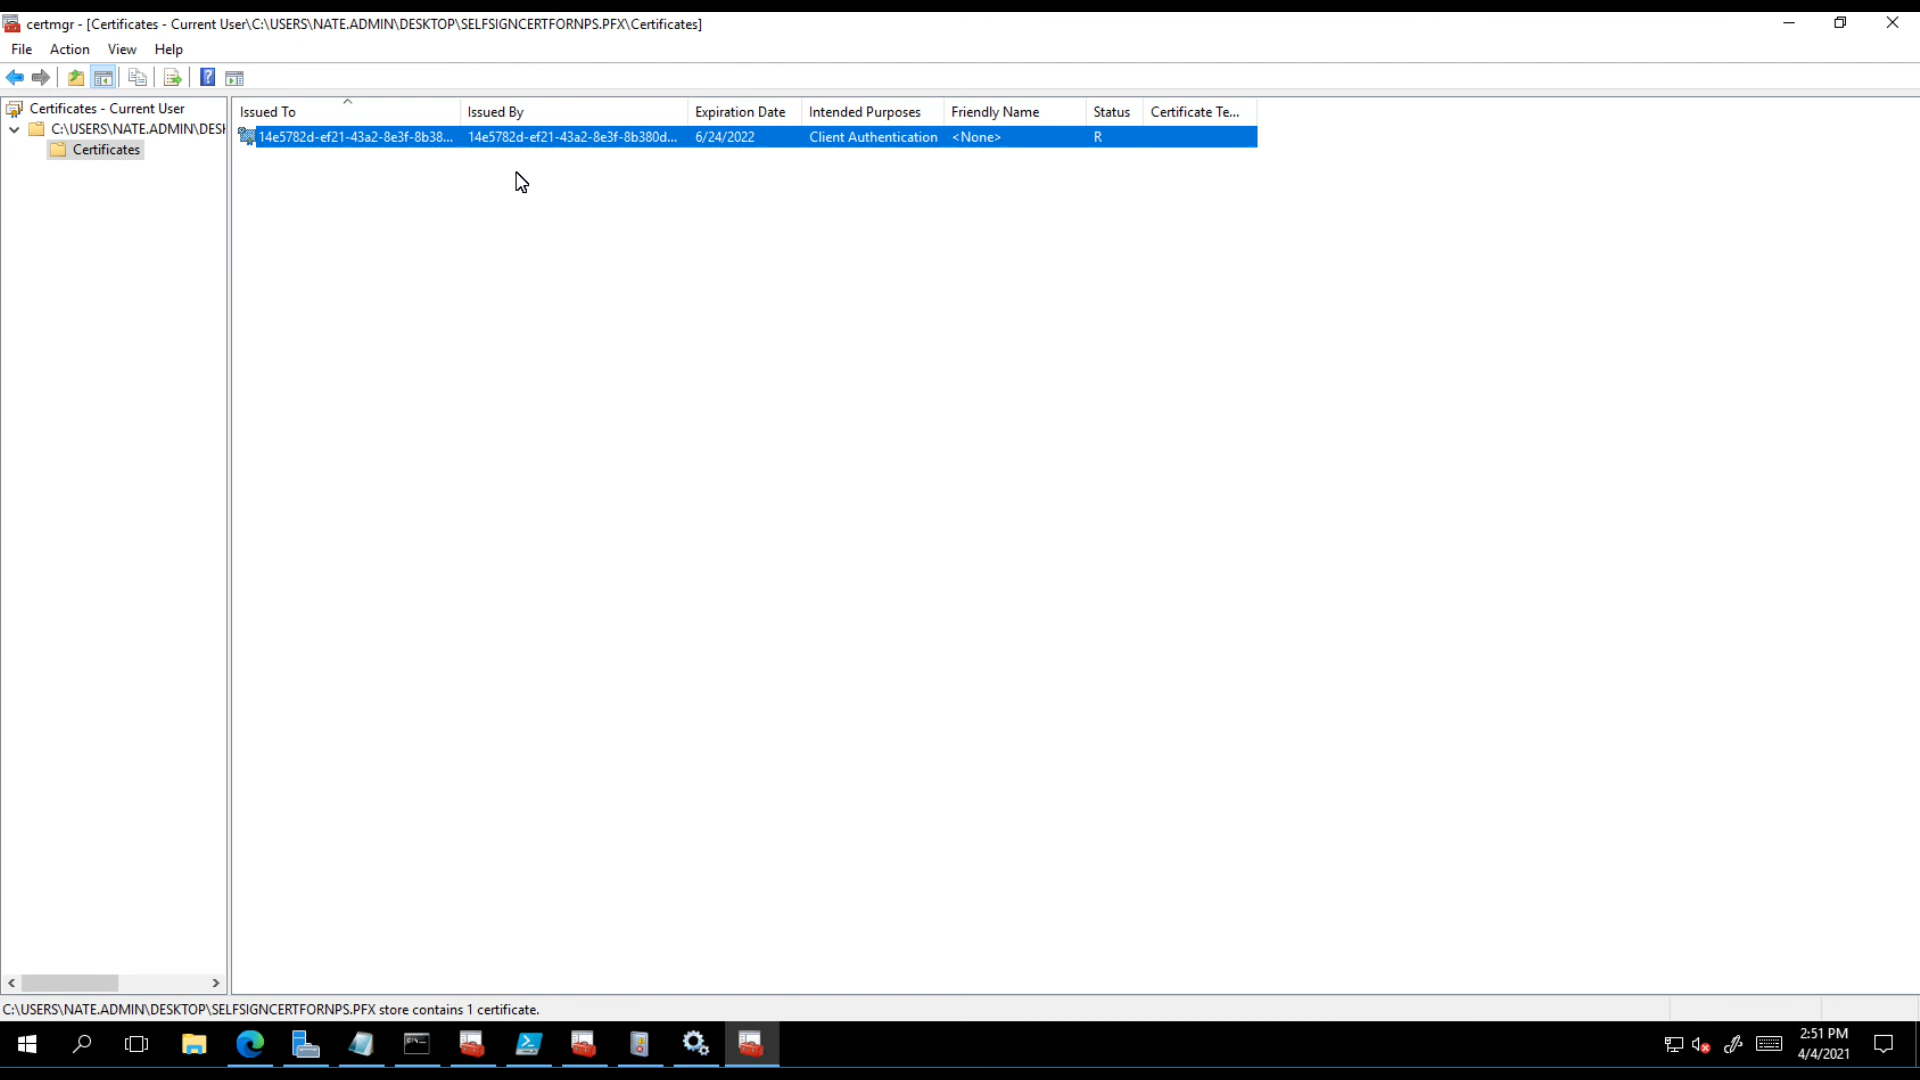 certmgr - [Certificates - Current User\C:\USERS\NATE.ADMIN\DESKTOP\SELFSIGNCERTFORNPS.PFX\Certificates]
File Action View Help
Certificates - Current User
C:\USERS\NATE.ADMIN\DESK
Certificates
Issued To Issued By Expiration Date Intended Purposes Friendly Name Status Certificate Te...
14e5782d-ef21-43a2-8e3f-8b38... 14e5782d-ef21-43a2-8e3f-8b380d... 6/24/2022 Client Authentication <None> R
C:\USERS\NATE.ADMIN\DESKTOP\SELFSIGNCERTFORNPS.PFX store contains 1 certificate.
2:51 PM
4/4/2021